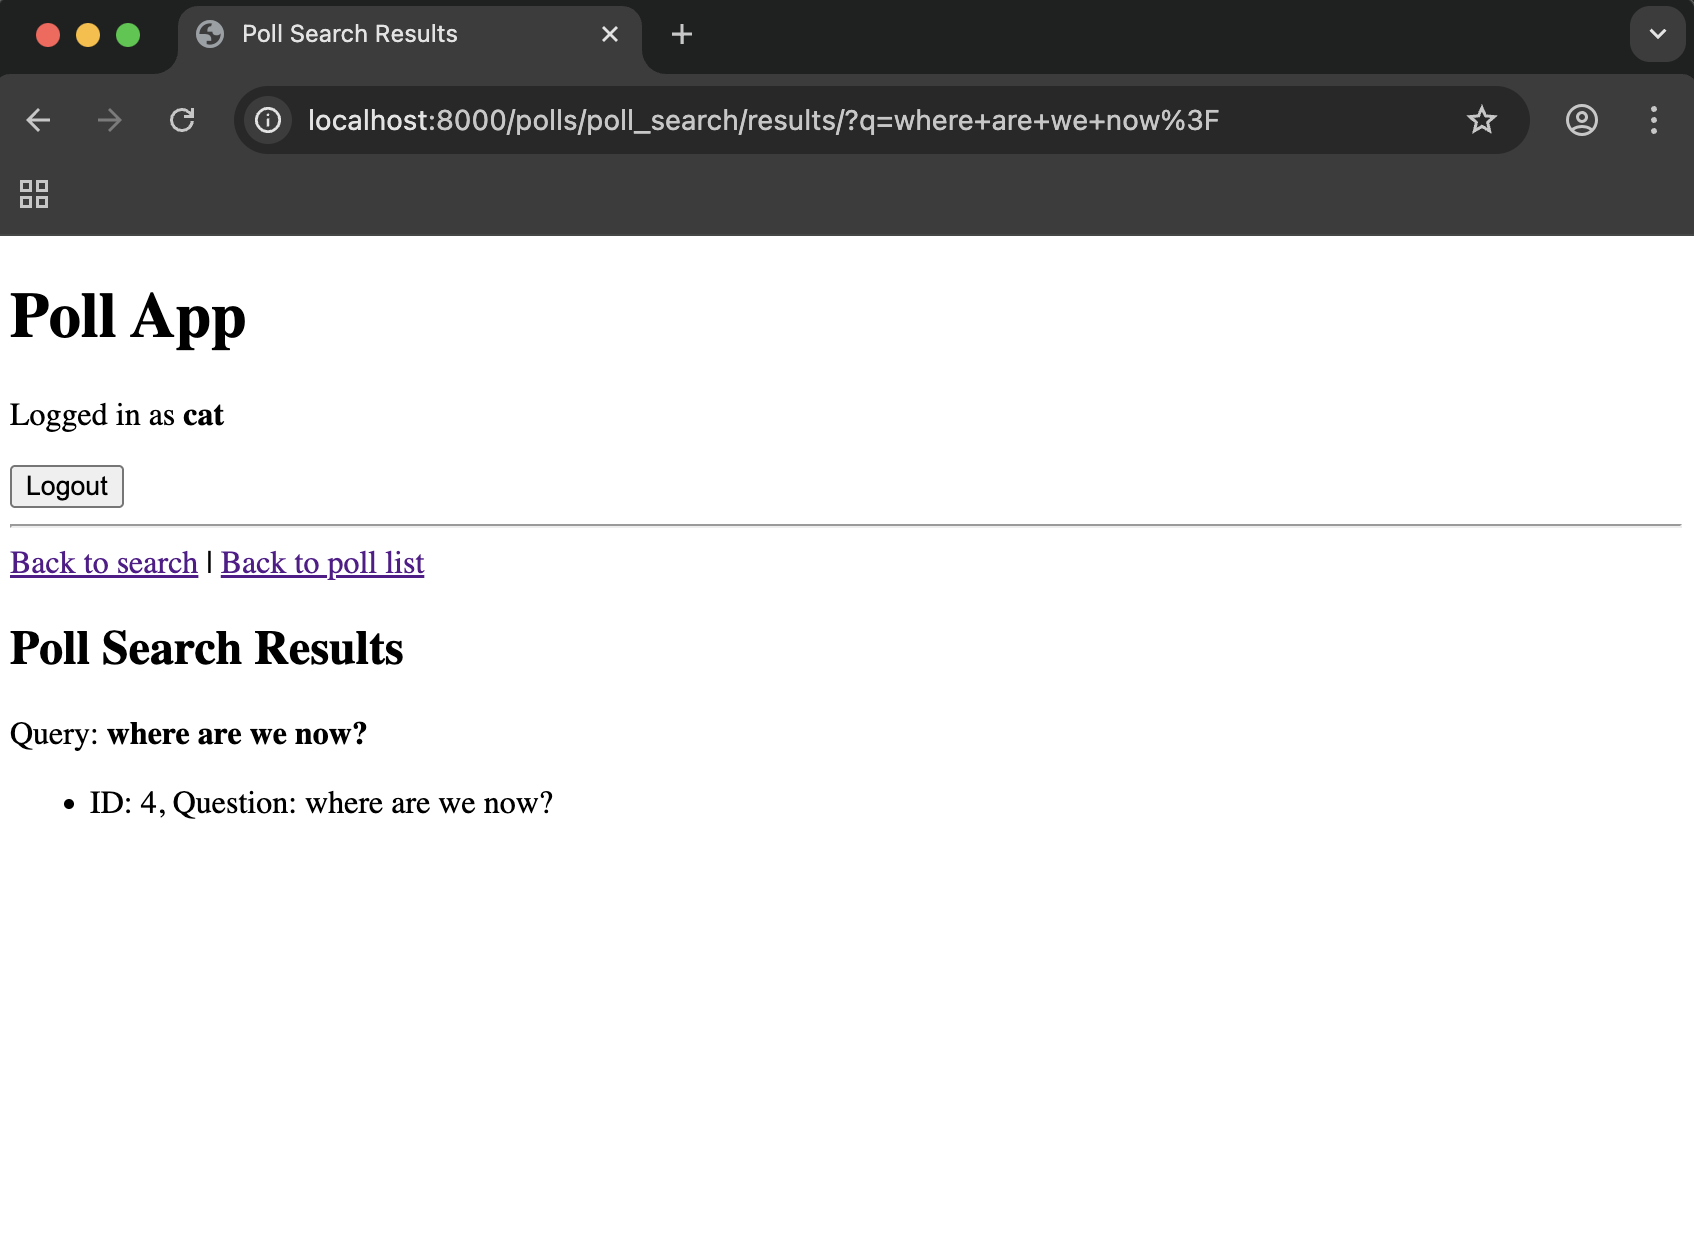 Poll Search Results
localhost:8000/polls/poll_search/results/?q=where+are+we+now%3F
Poll App
Logged in as cat
Logout
Back to search | Back to poll list
Poll Search Results
Query: where are we now?
• ID: 4, Question: where are we now?